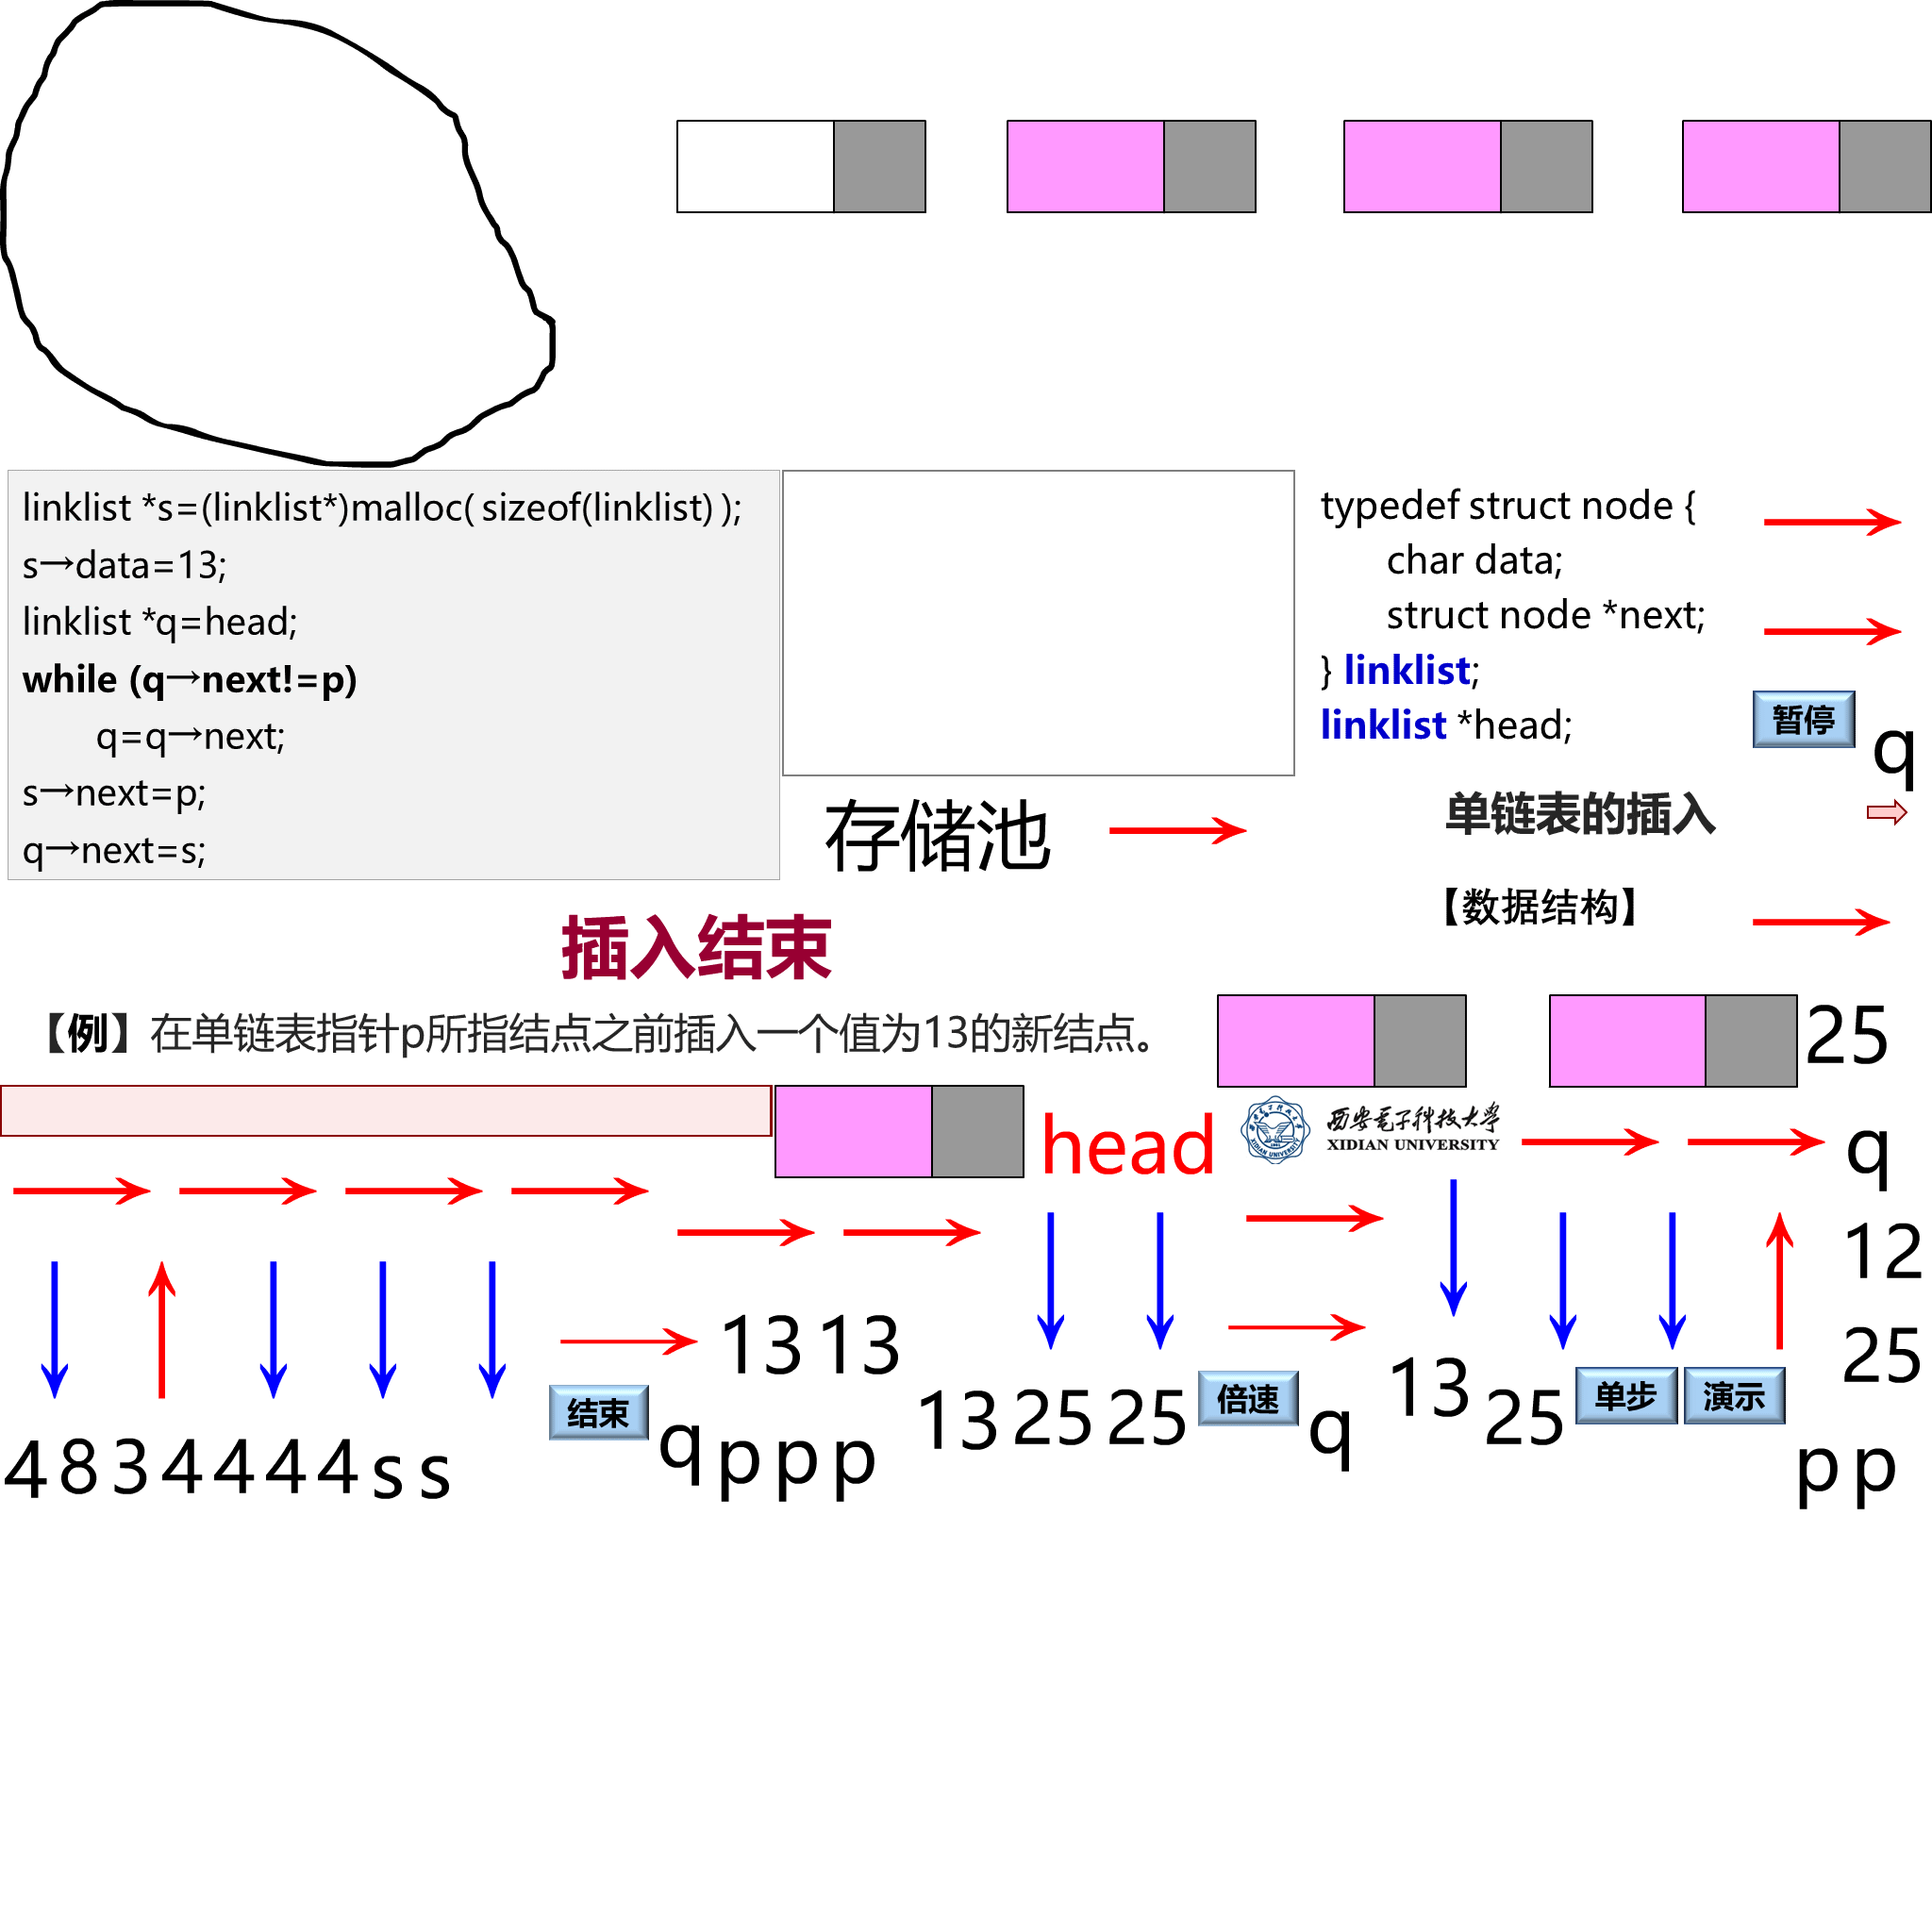 linklist *s=(linklist*)malloc( sizeof(linklist) );
s→data=13;
linklist *q=head;
while (q→next!=p)
q=q→next;
s→next=p;
q→next=s;
typedef struct node {
char data;
struct node *next;
} linklist;
linklist *head;
暂停
q
存储池
单链表的插入
【数据结构】
插入结束
【例】在单链表指针p所指结点之前插入一个值为13的新结点。
25
head
西安电子科技大学
XIDIAN UNIVERSITY
q
12
13 13
25
13
25
25
倍速
q
13
25
单步
演示
结束
q
p
p
p
p
p
4
8
3
4
4
4
4
s
s